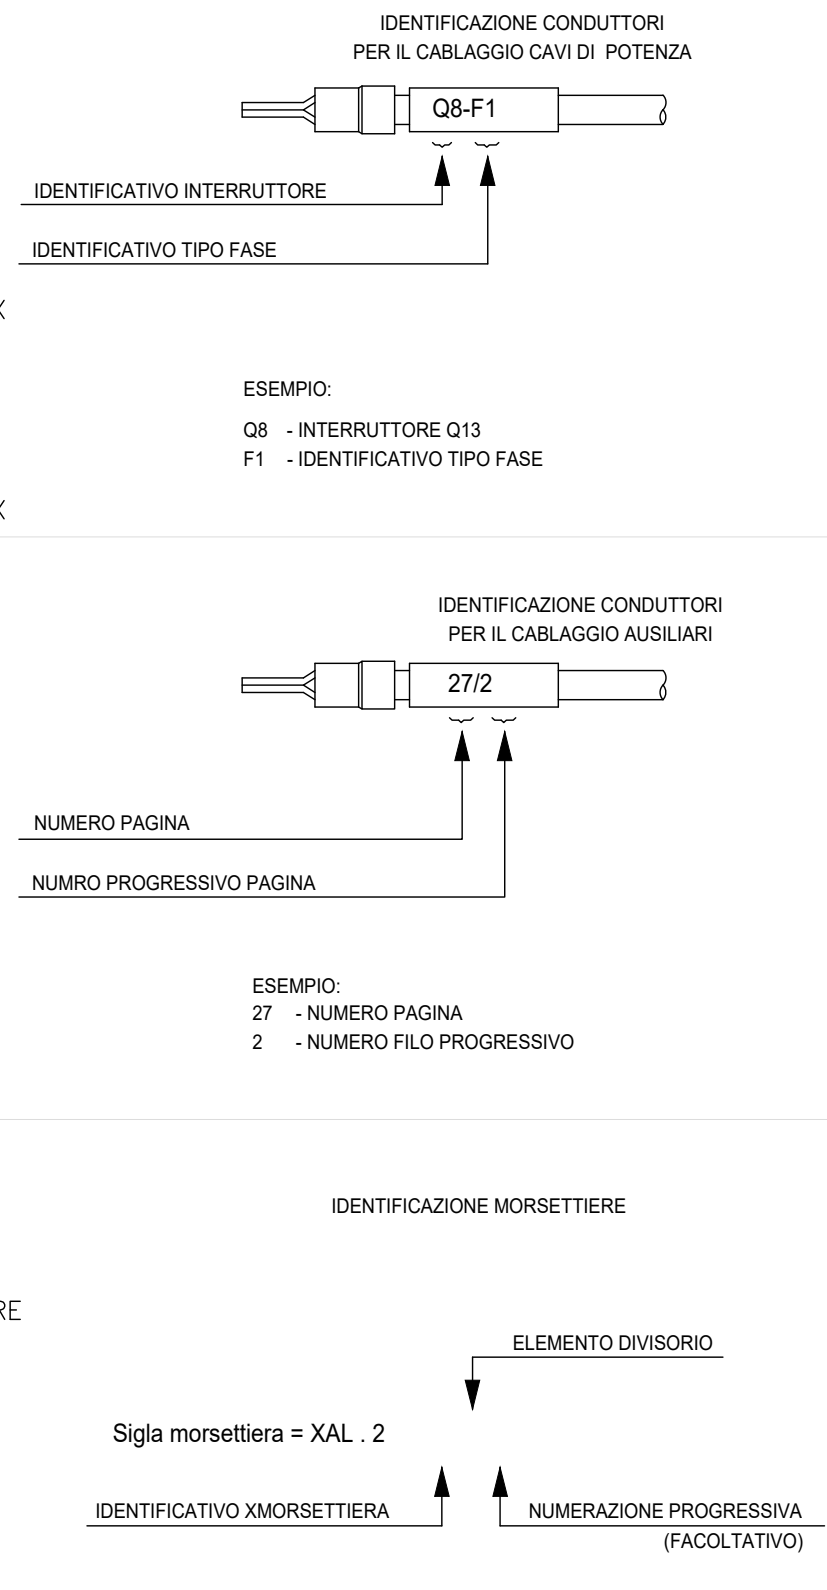 IDENTIFICAZIONE CONDUTTORI
PER IL CABLAGGIO CAVI DI POTENZA
Q8-F1
IDENTIFICATIVO INTERRUTTORE
IDENTIFICATIVO TIPO FASE
X
ESEMPIO:
Q8 - INTERRUTTORE Q13
F1 - IDENTIFICATIVO TIPO FASE
X
IDENTIFICAZIONE CONDUTTORI
PER IL CABLAGGIO AUSILIARI
27/2
NUMERO PAGINA
NUMRO PROGRESSIVO PAGINA
ESEMPIO:
27 - NUMERO PAGINA
2 - NUMERO FILO PROGRESSIVO
IDENTIFICAZIONE MORSETTIERE
RE
ELEMENTO DIVISORIO
Sigla morsettiera = XAL . 2
IDENTIFICATIVO XMORSETTIERA
NUMERAZIONE PROGRESSIVA
(FACOLTATIVO)